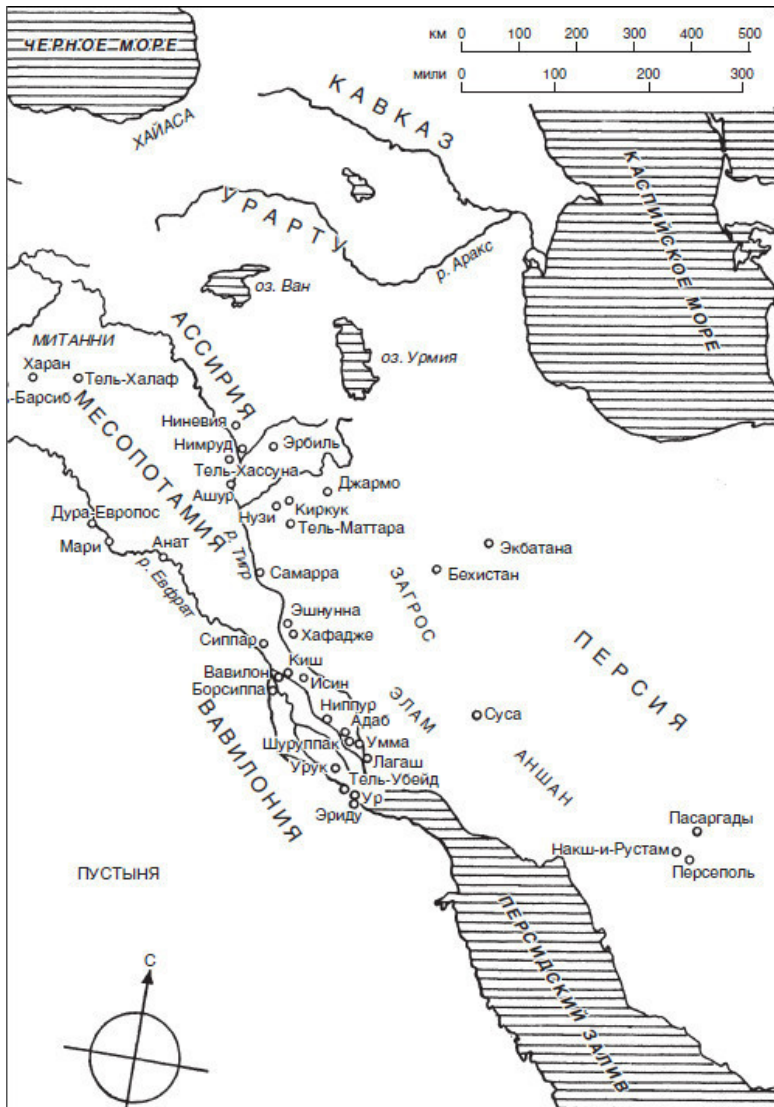 ЧЕРНОЕ МОРЕ
км 0 100 200 300 400 500
мили 0 100 200 300
ХАЙАСА
КАВКАЗ
КАСПИЙСКОЕ МОРЕ
УРАРТУ
р. Аракс
оз. Ван
оз. Урмия
АССИРИЯ
МИТАННИ
Харан
Тель-Халаф
-Барсиб
МЕСОПОТАМИЯ
Ниневия
Нимруд
Эрбиль
Тель-Хассуна
Ашур
Джармо
Нузи
Киркук
Тель-Маттара
Дура-Европос
Мари
Анат
р. Тигр
р. Евфрат
Самарра
Экбатана
Бехистан
ЗАГРОС
Эшнунна
Хафадже
Сиппар
Киш
Вавилон
Исин
Борсиппа
ПЕРСИЯ
ЭЛАМ
Ниппур
Адаб
Суса
ВАВИЛОНИЯ
Шуруппак
Умма
Лагаш
АНШАН
Урук
Тель-Убейд
Ур
Эриду
Пасаргады
Накш-и-Рустам
Персеполь
ПУСТЫНЯ
ПЕРСИДСКИЙ ЗАЛИВ
С